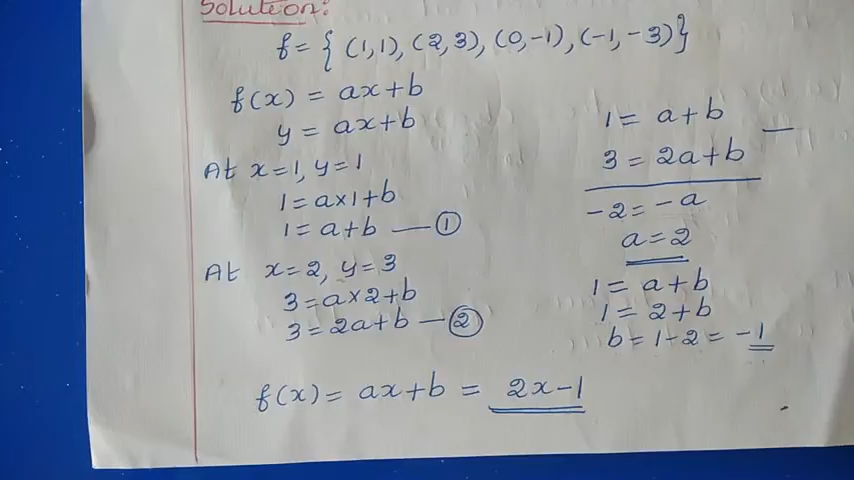 Solution:
f = { (1,1), (2,3), (0,-1), (-1,-3)}
f(x) = ax+b
y = ax+b
At x=1, y=1
1 = a×1+b
1 = a+b — ①
At x=2, y=3
3 = a×2+b
3 = 2a+b — ②
1 = a+b
3 = 2a+b —
-2 = -a
a = 2
1 = a+b
1 = 2+b
b = 1-2 = -1
f(x) = ax+b = 2x-1